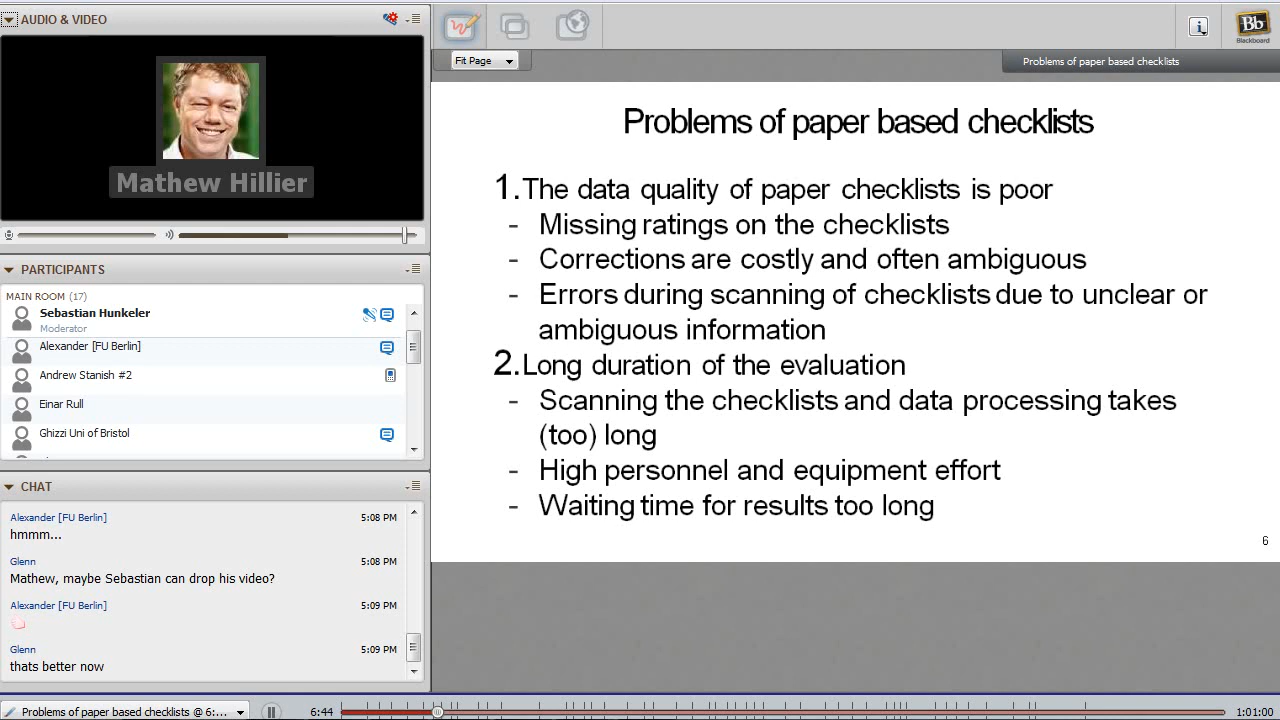 AUDIO & VIDEO
Mathew Hillier
PARTICIPANTS
MAIN ROOM (17)
Sebastian Hunkeler
Moderator
Alexander [FU Berlin]
Andrew Stanish #2
Einar Rull
Ghizzi Uni of Bristol
CHAT
Alexander [FU Berlin] 5:08 PM
hmmm...
Glenn 5:08 PM
Mathew, maybe Sebastian can drop his video?
Alexander [FU Berlin] 5:09 PM
Glenn 5:09 PM
thats better now
Problems of paper based checklists @ 6:...
6:44
1:01:00
Fit Page
Bb
Blackboard
Problems of paper based checklists
Problems of paper based checklists
1.The data quality of paper checklists is poor
- Missing ratings on the checklists
- Corrections are costly and often ambiguous
- Errors during scanning of checklists due to unclear or
ambiguous information
2.Long duration of the evaluation
- Scanning the checklists and data processing takes
(too) long
- High personnel and equipment effort
- Waiting time for results too long
6